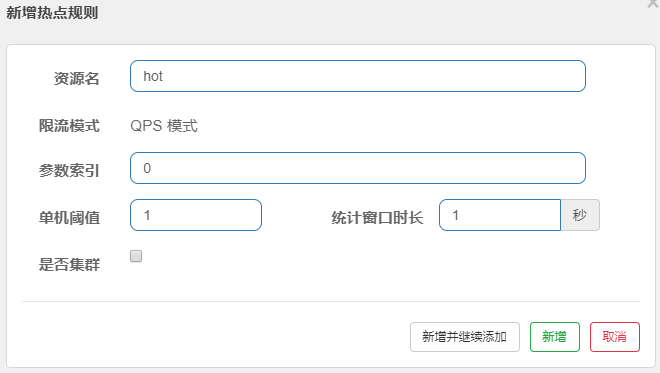 新增热点规则
资源名 hot
限流模式 QPS 模式
参数索引 0
单机阈值 1 统计窗口时长 1 秒
是否集群
新增并继续添加 新增 取消